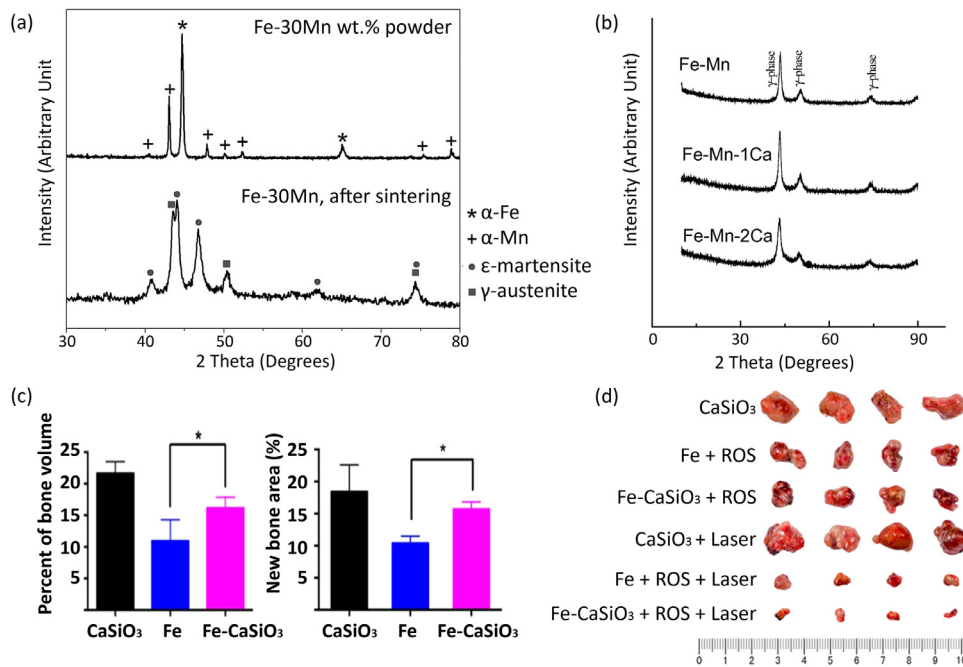 (a)
Fe-30Mn wt.% powder
Intensity (Arbitrary Unit)
Fe-30Mn, after sintering
* α-Fe
+ α-Mn
● ε-martensite
■ γ-austenite
30 40 50 60 70 80
2 Theta (Degrees)
(b)
Intensity (Arbitrary Unit)
Fe-Mn
γ-phase
γ-phase
γ-phase
Fe-Mn-1Ca
Fe-Mn-2Ca
0 30 60 90
2 Theta (Degrees)
(c)
Percent of bone volume
25
20
15
10
5
0
*
CaSiO₃ Fe Fe-CaSiO₃
New bone area (%)
25
20
15
10
5
0
*
CaSiO₃ Fe Fe-CaSiO₃
(d)
CaSiO₃
Fe + ROS
Fe-CaSiO₃ + ROS
CaSiO₃ + Laser
Fe + ROS + Laser
Fe-CaSiO₃ + ROS + Laser
0 1 2 3 4 5 6 7 8 9 10